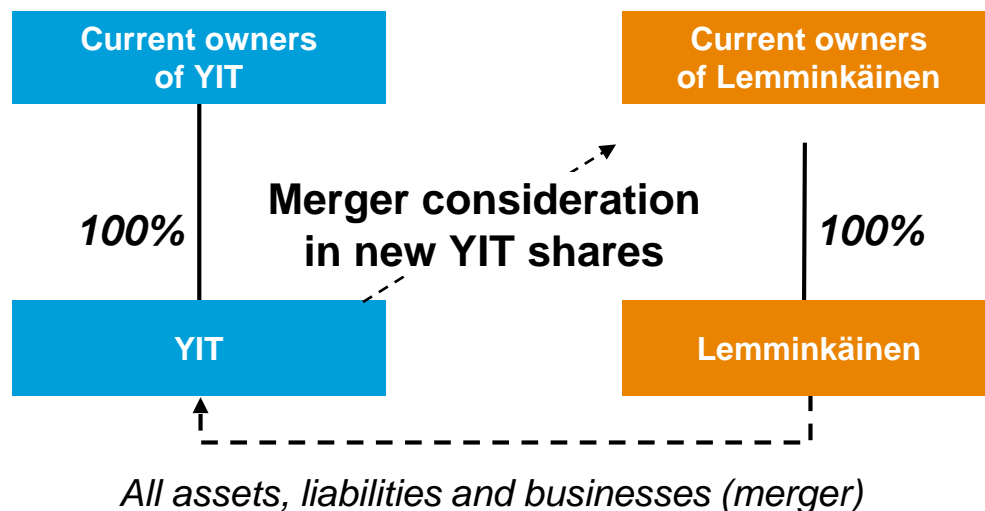 Current owners
of YIT
Current owners
of Lemminkäinen
Merger consideration
in new YIT shares
100%
100%
YIT
Lemminkäinen
All assets, liabilities and businesses (merger)